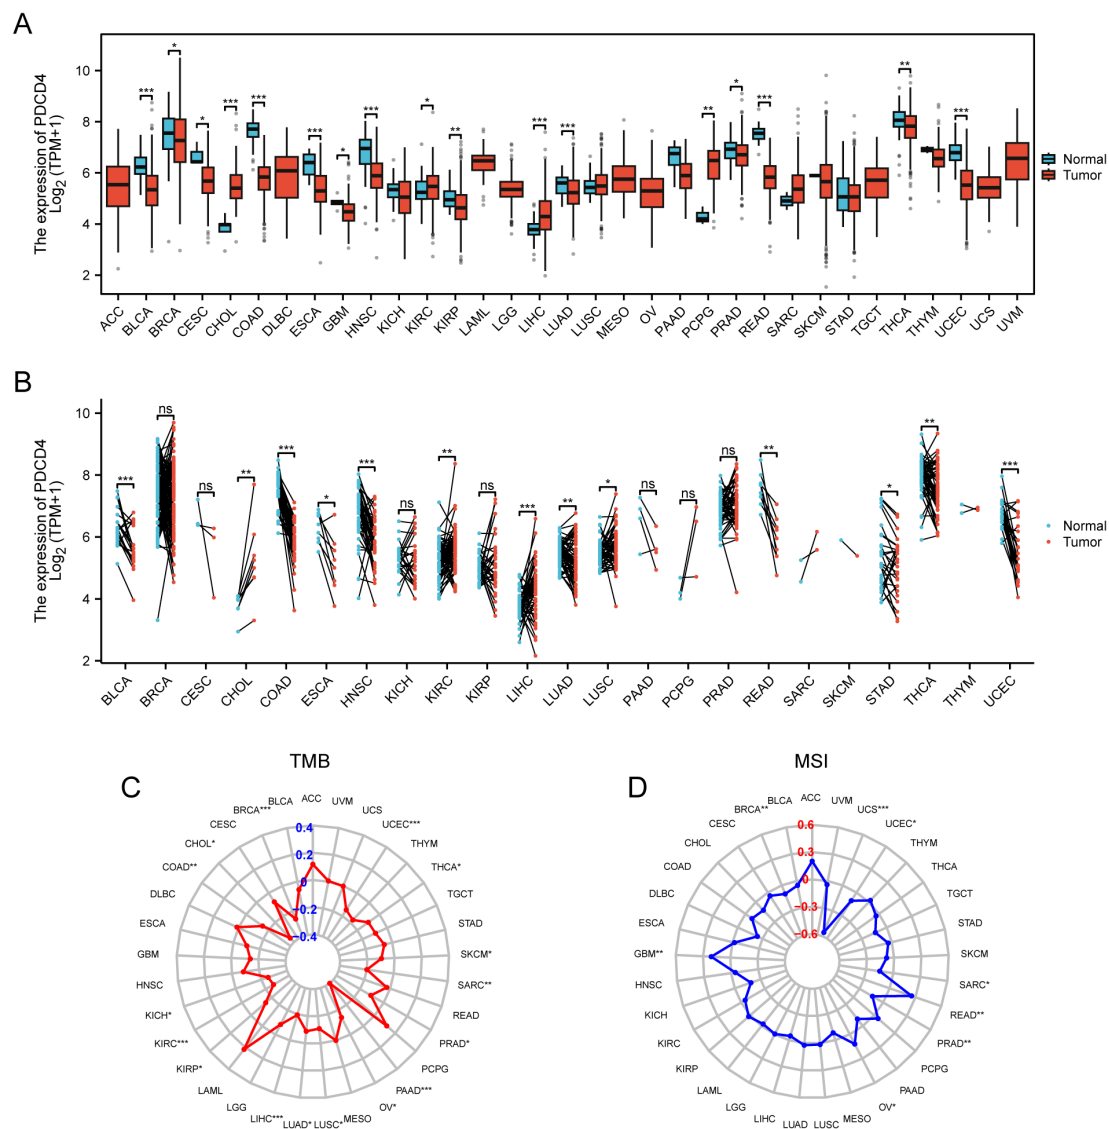 A
The expression of PDCD4
Log2 (TPM+1)
10
8
6
4
2
* *** * *** *** *** * *** * ** *** *** ** * *** ** ***
Normal
Tumor
ACC BLCA BRCA CESC CHOL COAD DLBC ESCA GBM HNSC KICH KIRC KIRP LAML LGG LIHC LUAD LUSC MESO OV PAAD PCPG PRAD READ SARC SKCM STAD TGCT THCA THYM UCEC UCS UVM
B
The expression of PDCD4
Log2 (TPM+1)
10
8
6
4
2
*** ns ns ** *** * *** ns ** ns *** ** * ns ns ns ** * ** ***
Normal
Tumor
BLCA BRCA CESC CHOL COAD ESCA HNSC KICH KIRC KIRP LIHC LUAD LUSC PAAD PCPG PRAD READ SARC SKCM STAD THCA THYM UCEC
TMB
C
ACC
UVM
UCS
UCEC***
THYM
THCA*
TGCT
STAD
SKCM*
SARC**
READ
PRAD*
PCPG
PAAD***
OV*
MESO
LUSC*
LUAD*
LIHC***
LGG
LAML
KIRP*
KIRC***
KICH*
HNSC
GBM
ESCA
DLBC
COAD**
CHOL*
CESC
BRCA***
BLCA
0.4
0.2
0
−0.2
−0.4
MSI
D
ACC
UVM
UCS***
UCEC*
THYM
THCA
TGCT
STAD
SKCM
SARC*
READ**
PRAD**
PCPG
PAAD
OV*
MESO
LUSC
LUAD
LIHC
LGG
LAML
KIRP
KIRC
KICH
HNSC
GBM**
ESCA
DLBC
COAD
CHOL
CESC
BRCA**
BLCA
0.6
0.3
0
−0.3
−0.6